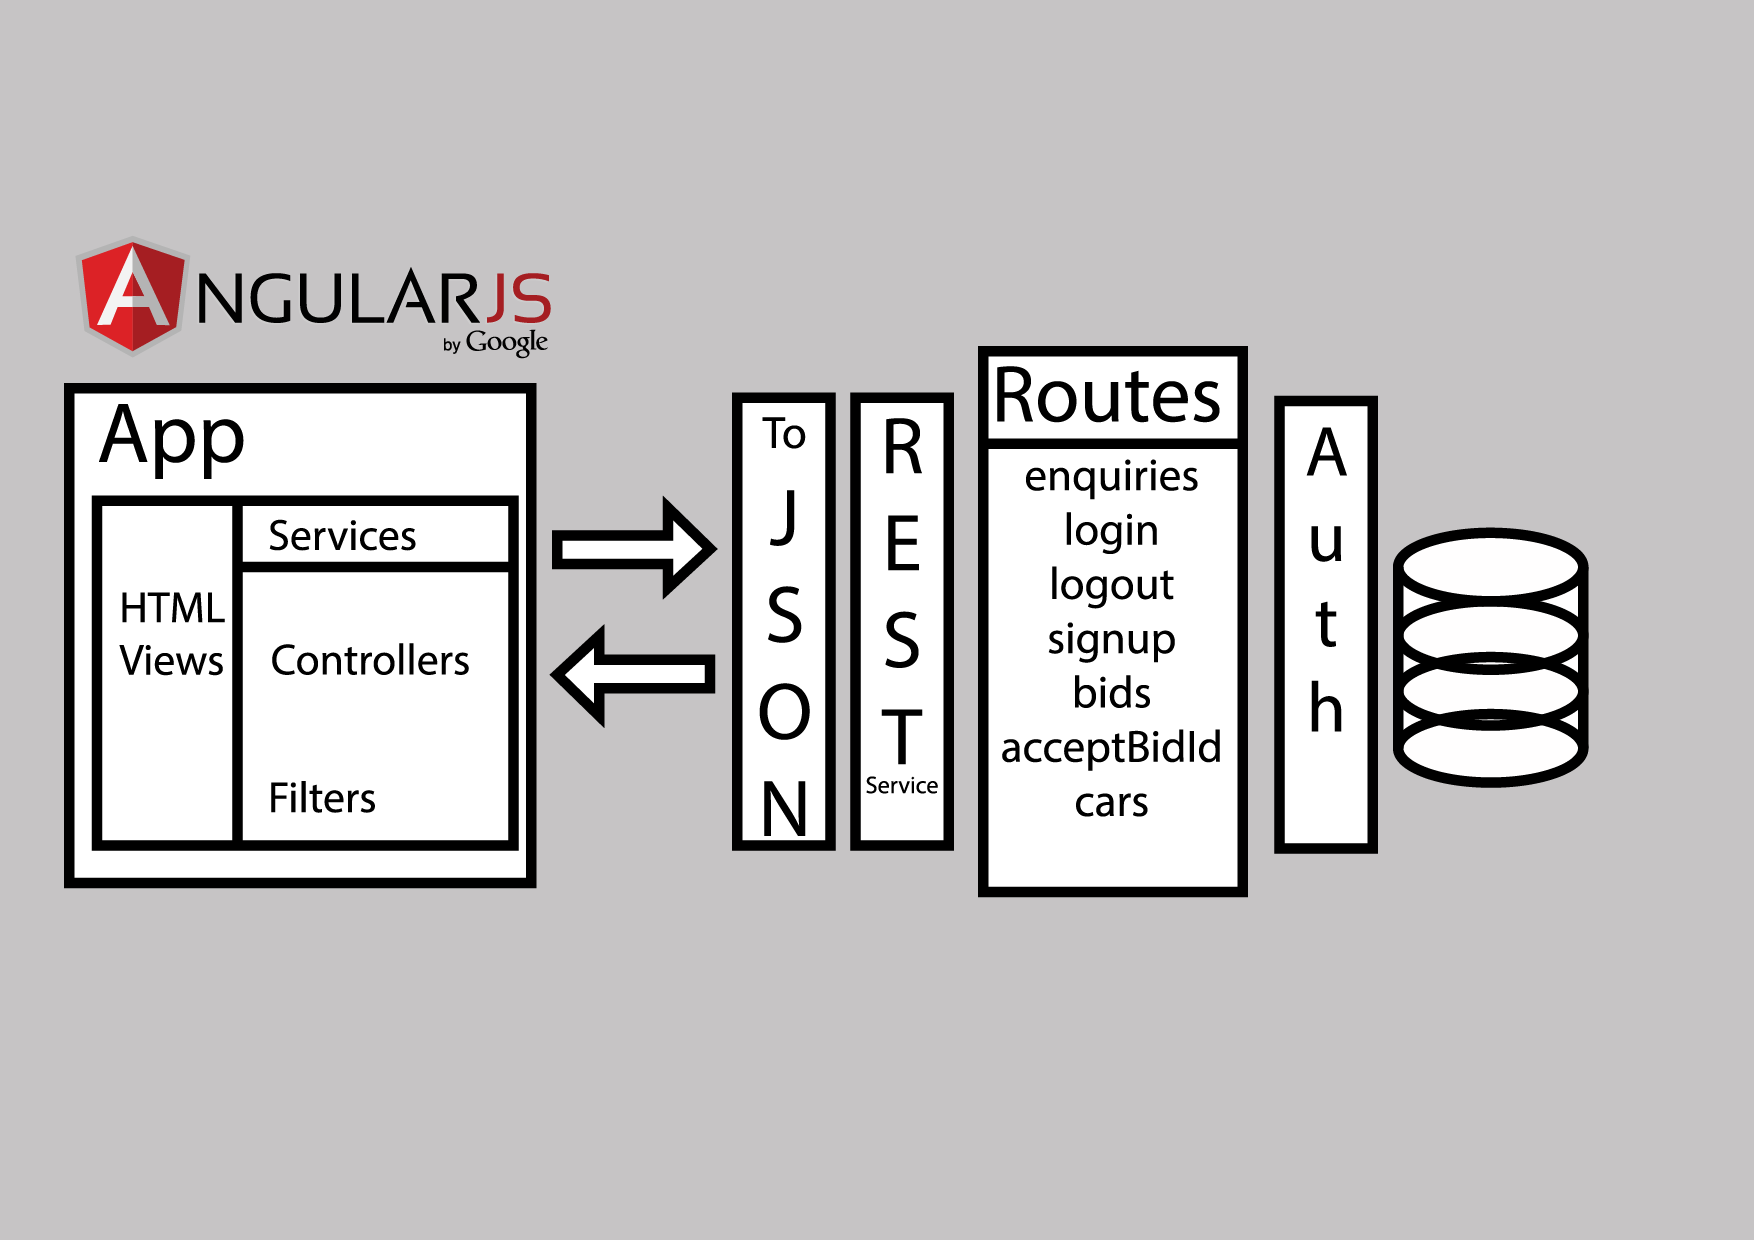 ANGULARJS
by Google
App
Services
HTML
Views
Controllers
Filters
To
J
S
O
N
R
E
S
T
Service
Routes
enquiries
login
logout
signup
bids
acceptBidId
cars
A
u
t
h